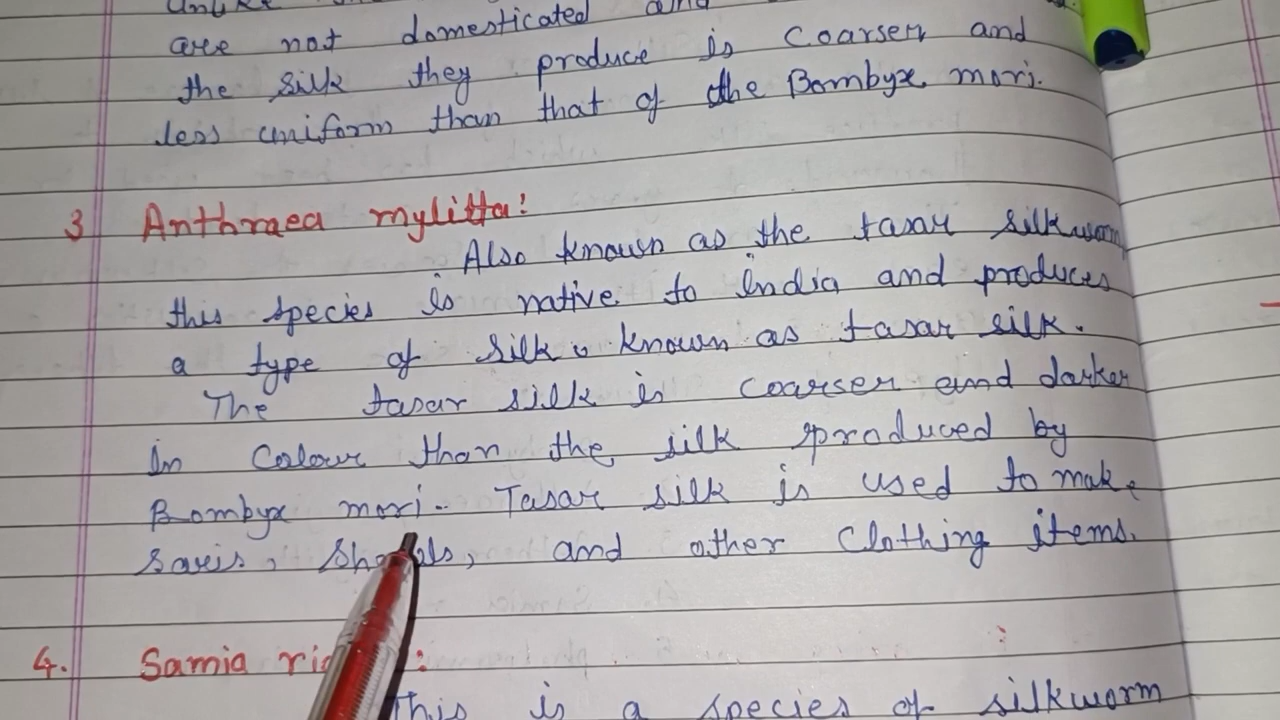 are not domesticated and
the silk they produce is coarser and
less uniform than that of the Bombyx mori.
3 Anthraea mylitta:
Also known as the tasar silkworm
this species is native to India and produces
a type of silk known as tasar silk.
The tasar silk is coarser and darker
in colour than the silk produced by
Bombyx mori. Tasar silk is used to make
saris, and other clothing items.
4. Samia :
This is a species of silkworm